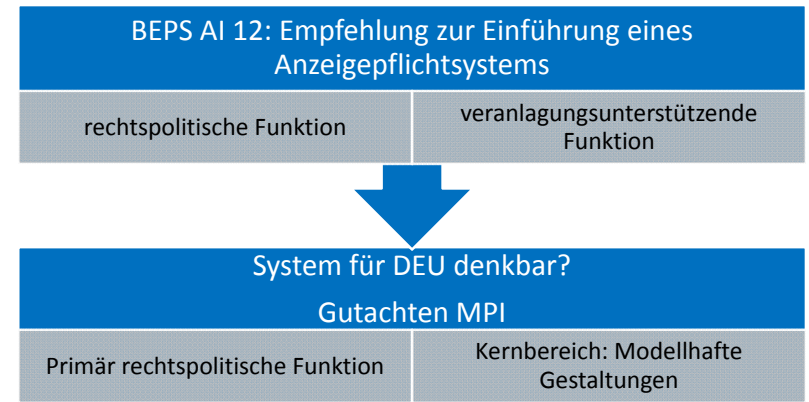 BEPS AI 12: Empfehlung zur Einführung eines
Anzeigepflichtsystems
rechtspolitische Funktion
veranlagungsunterstützende
Funktion
System für DEU denkbar?
Gutachten MPI
Primär rechtspolitische Funktion
Kernbereich: Modellhafte
Gestaltungen